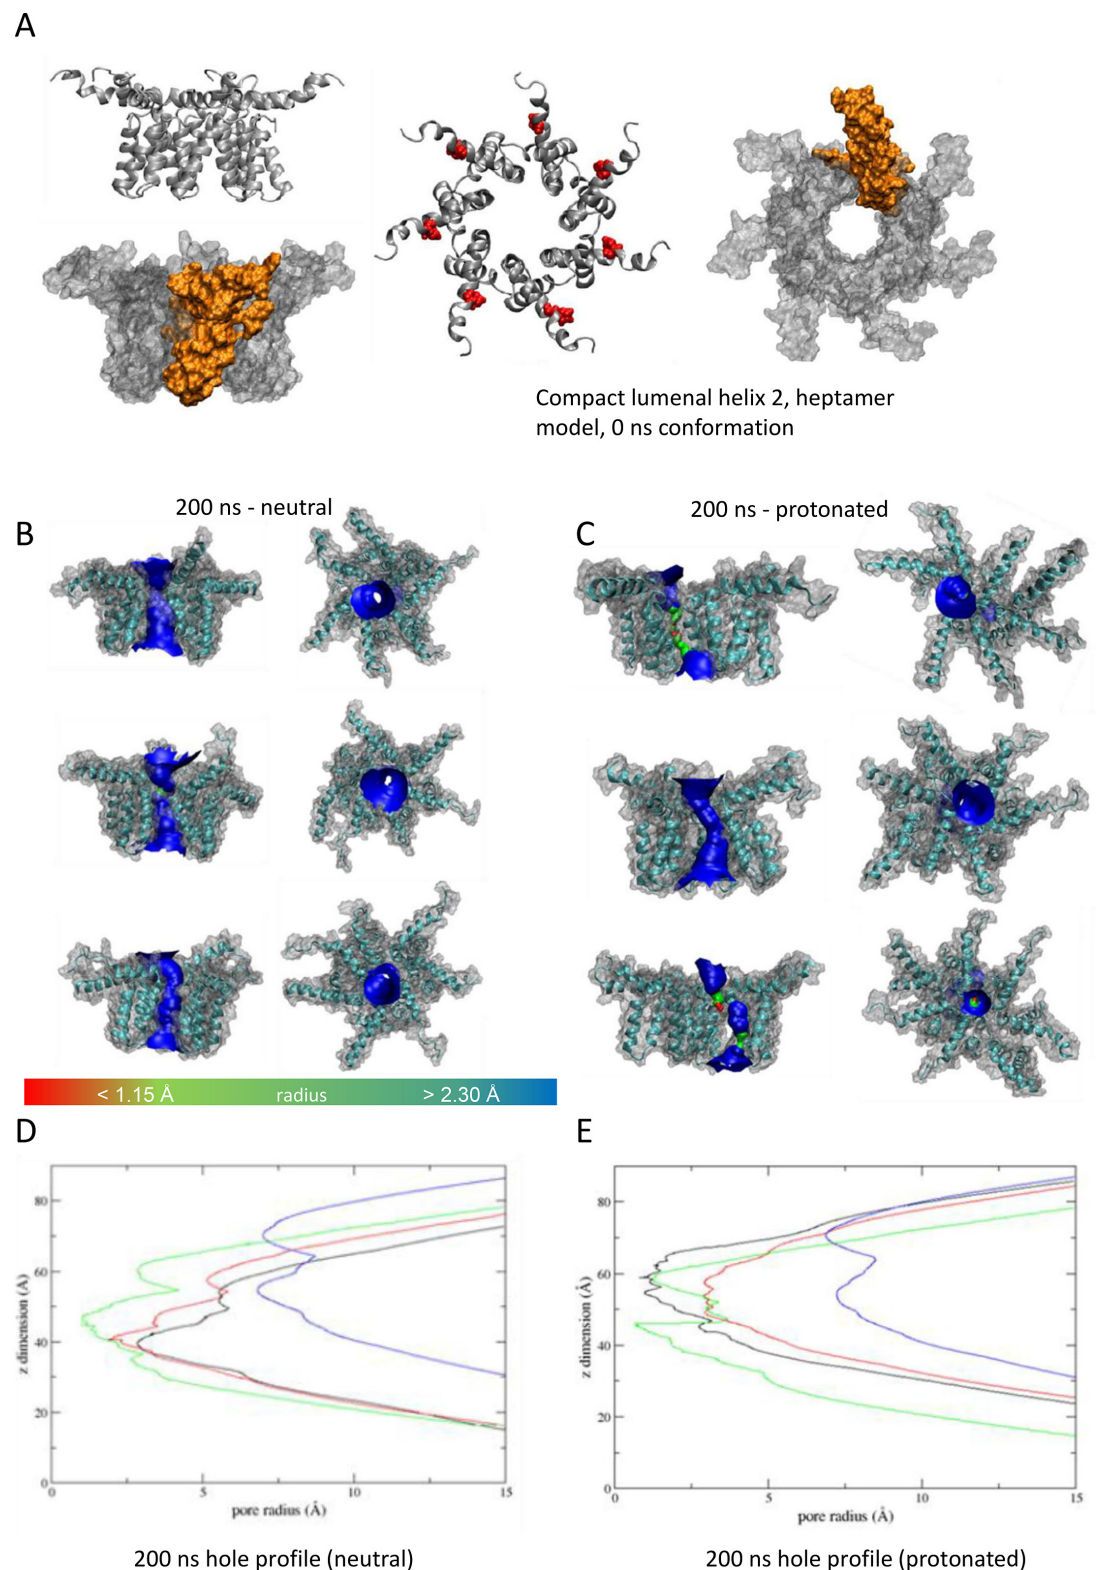 A
Compact lumenal helix 2, heptamer
model, 0 ns conformation
200 ns - neutral
200 ns - protonated
B
C
< 1.15 Å
radius
> 2.30 Å
D
E
80
60
40
20
0
z dimension (Å)
0
5
10
15
pore radius (Å)
80
60
40
20
0
z dimension (Å)
0
5
10
15
pore radius (Å)
200 ns hole profile (neutral)
200 ns hole profile (protonated)